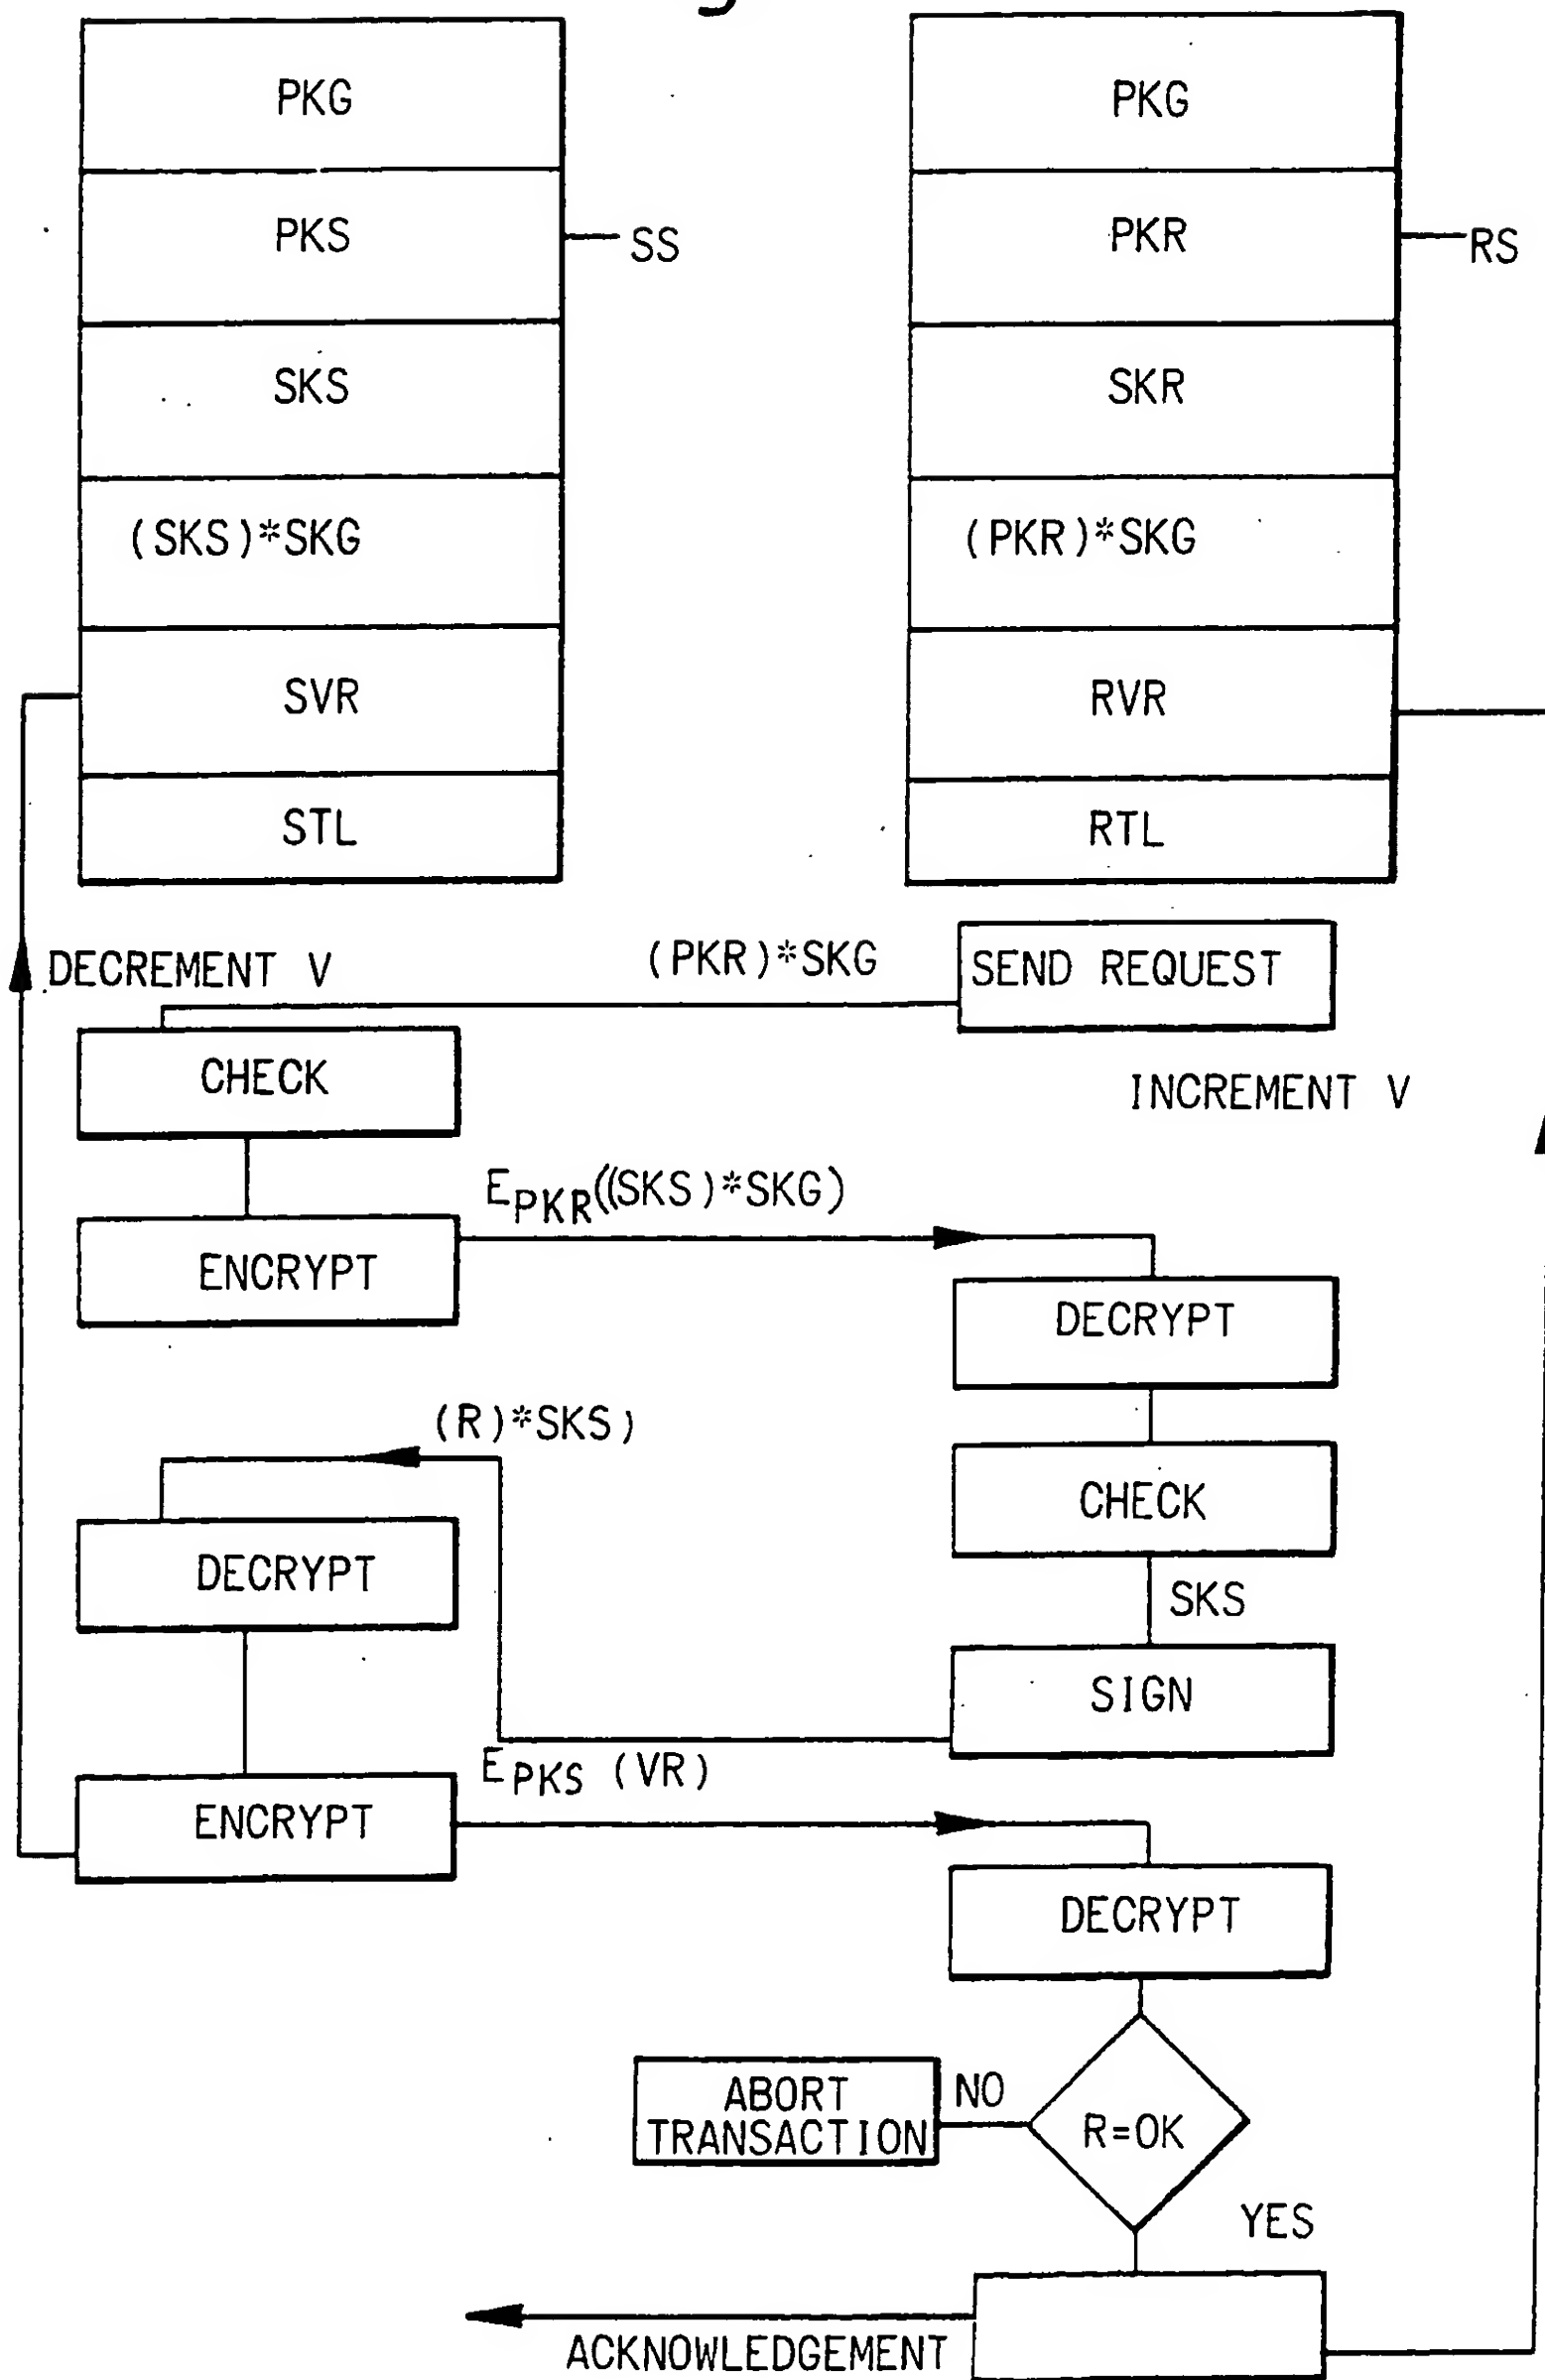 PKG
PKS
SS
SKS
(SKS)*SKG
SVR
STL
PKG
PKR
RS
SKR
(PKR)*SKG
RVR
RTL
DECREMENT V
(PKR)*SKG
SEND REQUEST
CHECK
INCREMENT V
EPKR((SKS)*SKG)
ENCRYPT
DECRYPT
(R)*SKS)
CHECK
DECRYPT
SKS
SIGN
EPKS (VR)
ENCRYPT
DECRYPT
ABORT
TRANSACTION
NO
R=OK
YES
ACKNOWLEDGEMENT